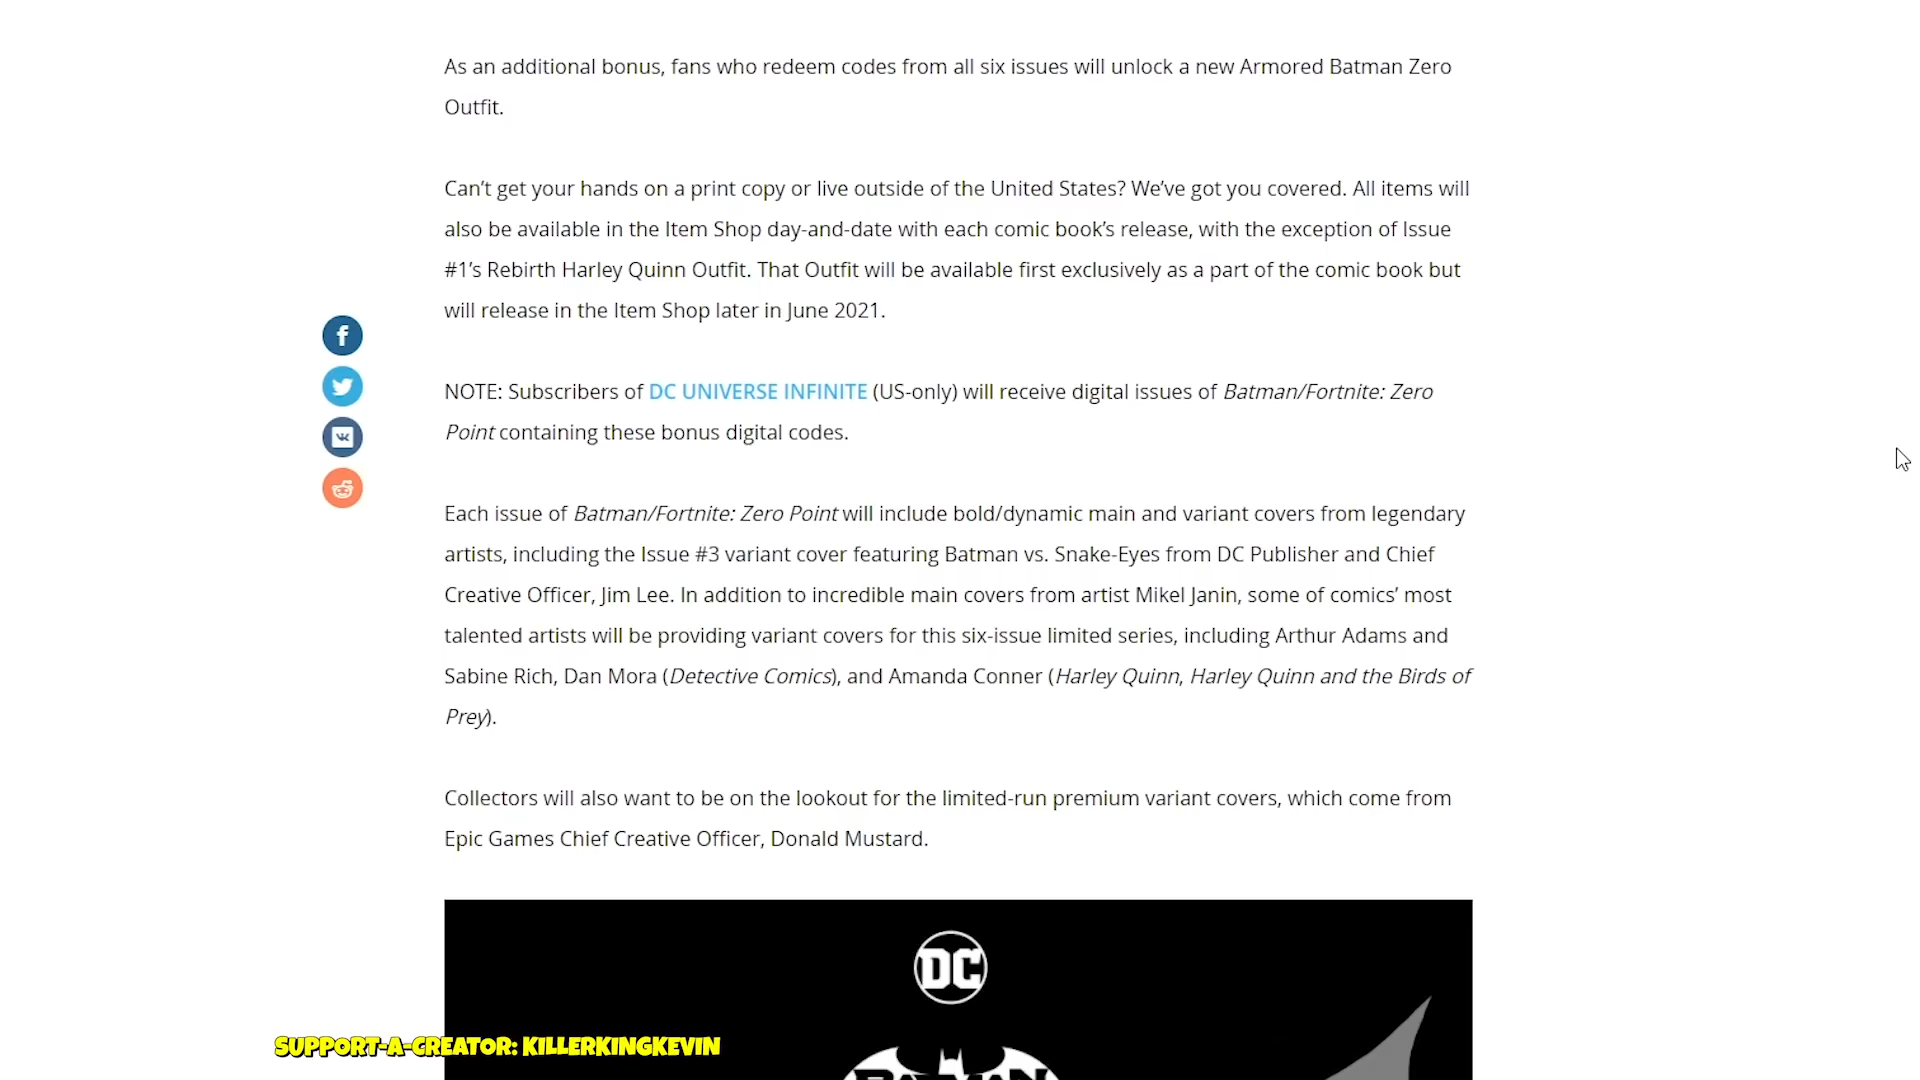 As an additional bonus, fans who redeem codes from all six issues will unlock a new Armored Batman Zero
Outfit.
Can’t get your hands on a print copy or live outside of the United States? We’ve got you covered. All items will
also be available in the Item Shop day-and-date with each comic book’s release, with the exception of Issue
#1’s Rebirth Harley Quinn Outfit. That Outfit will be available first exclusively as a part of the comic book but
will release in the Item Shop later in June 2021.
NOTE: Subscribers of DC UNIVERSE INFINITE (US-only) will receive digital issues of Batman/Fortnite: Zero
Point containing these bonus digital codes.
Each issue of Batman/Fortnite: Zero Point will include bold/dynamic main and variant covers from legendary
artists, including the Issue #3 variant cover featuring Batman vs. Snake-Eyes from DC Publisher and Chief
Creative Officer, Jim Lee. In addition to incredible main covers from artist Mikel Janin, some of comics’ most
talented artists will be providing variant covers for this six-issue limited series, including Arthur Adams and
Sabine Rich, Dan Mora (Detective Comics), and Amanda Conner (Harley Quinn, Harley Quinn and the Birds of
Prey).
Collectors will also want to be on the lookout for the limited-run premium variant covers, which come from
Epic Games Chief Creative Officer, Donald Mustard.
DC
SUPPORT-A-CREATOR: KILLERKINGKEVIN
BATMAN